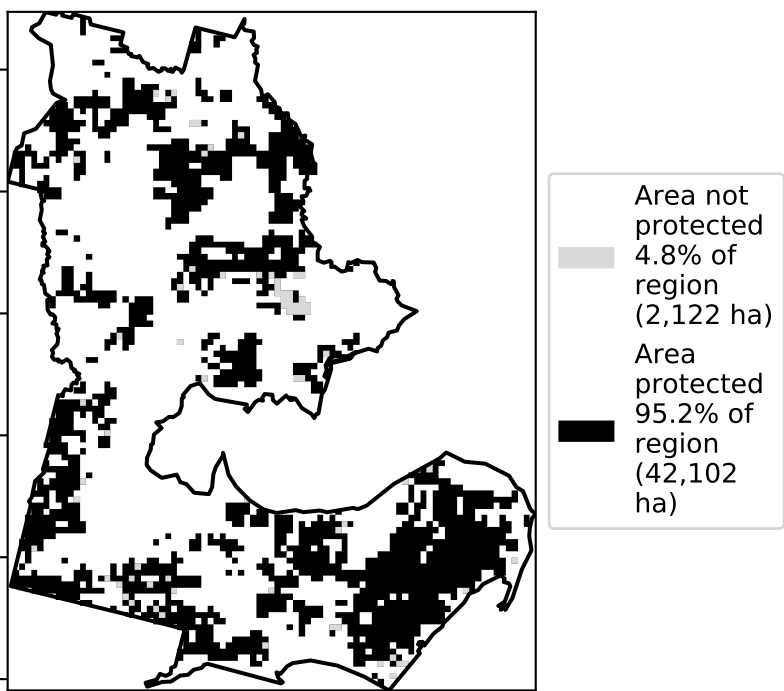 Area not
protected
4.8% of
region
(2,122 ha)
Area
protected
95.2% of
region
(42,102
ha)